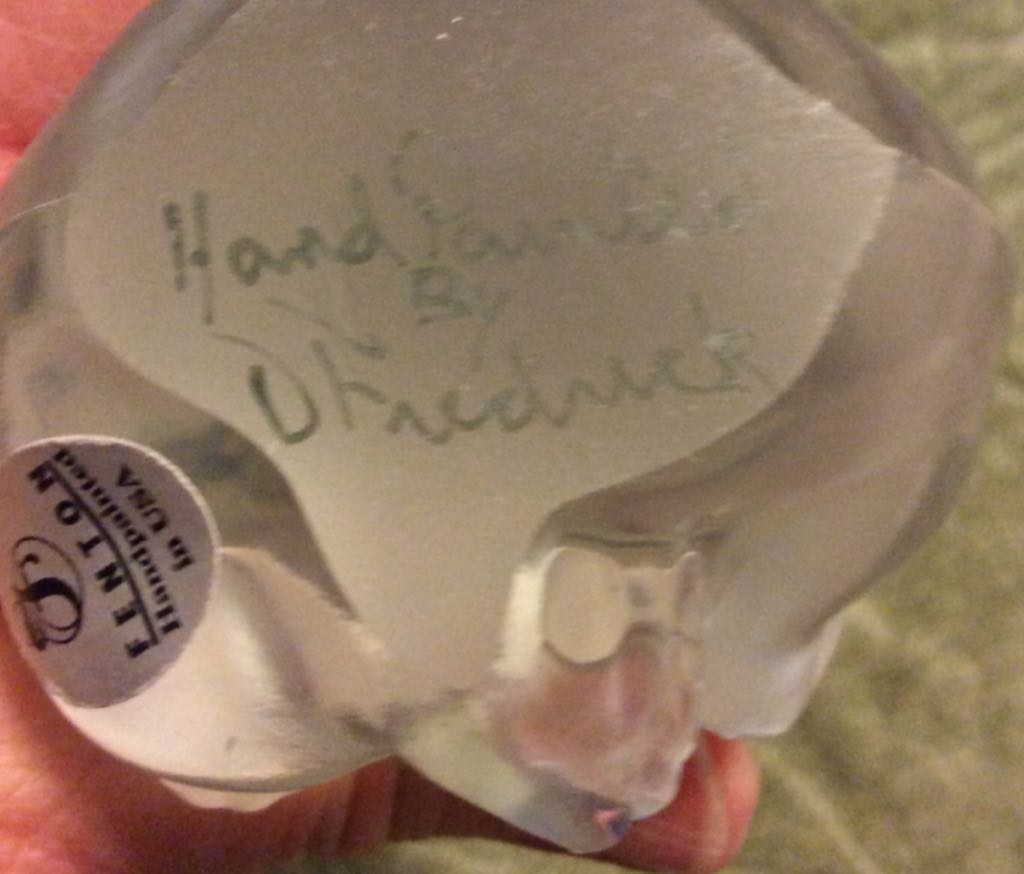 Hand Painted
By
D Fredrick
FENTON
Handpainted
in USA